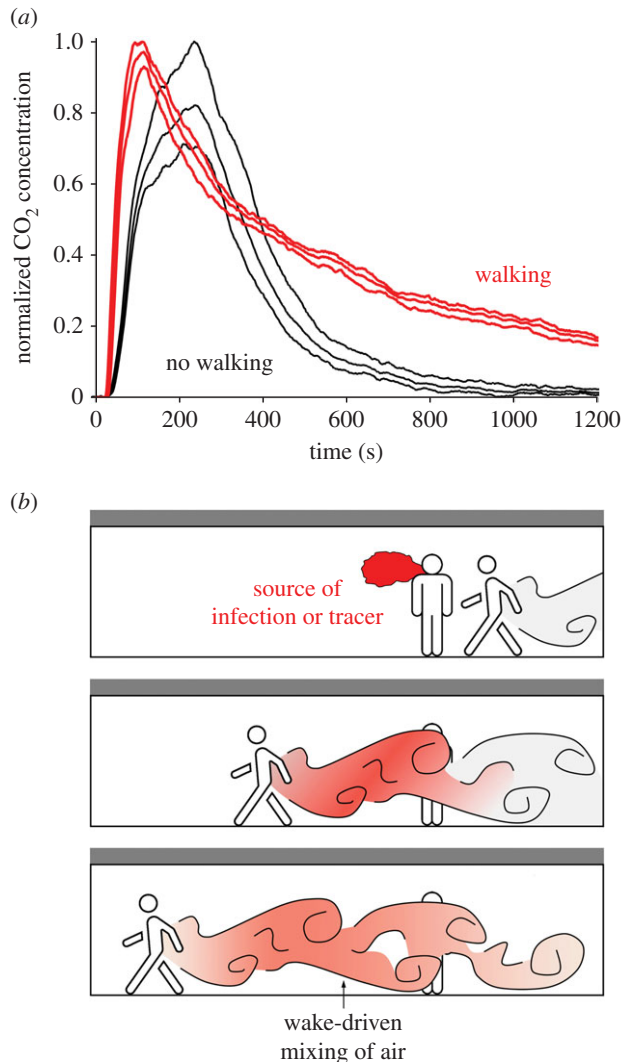 (a)
1.0
0.8
0.6
0.4
0.2
0
normalized CO2 concentration
walking
no walking
0 200 400 600 800 1000 1200
time (s)
(b)
source of
infection or tracer
wake-driven
mixing of air